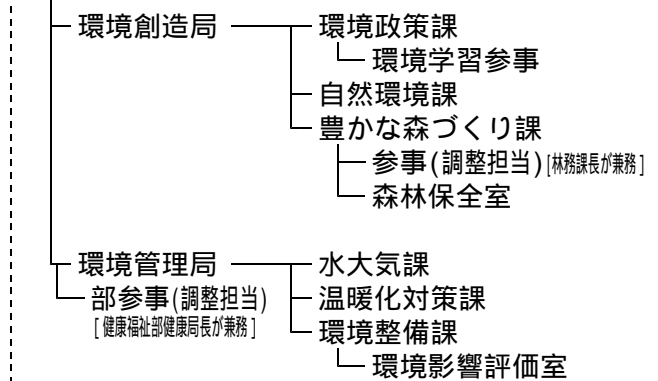 環境創造局 環境政策課
環境学習参事
自然環境課
豊かな森づくり課
参事(調整担当)[林務課長が兼務]
森林保全室
環境管理局 水大気課
部参事(調整担当) 温暖化対策課
[健康福祉部健康局長が兼務] 環境整備課
環境影響評価室